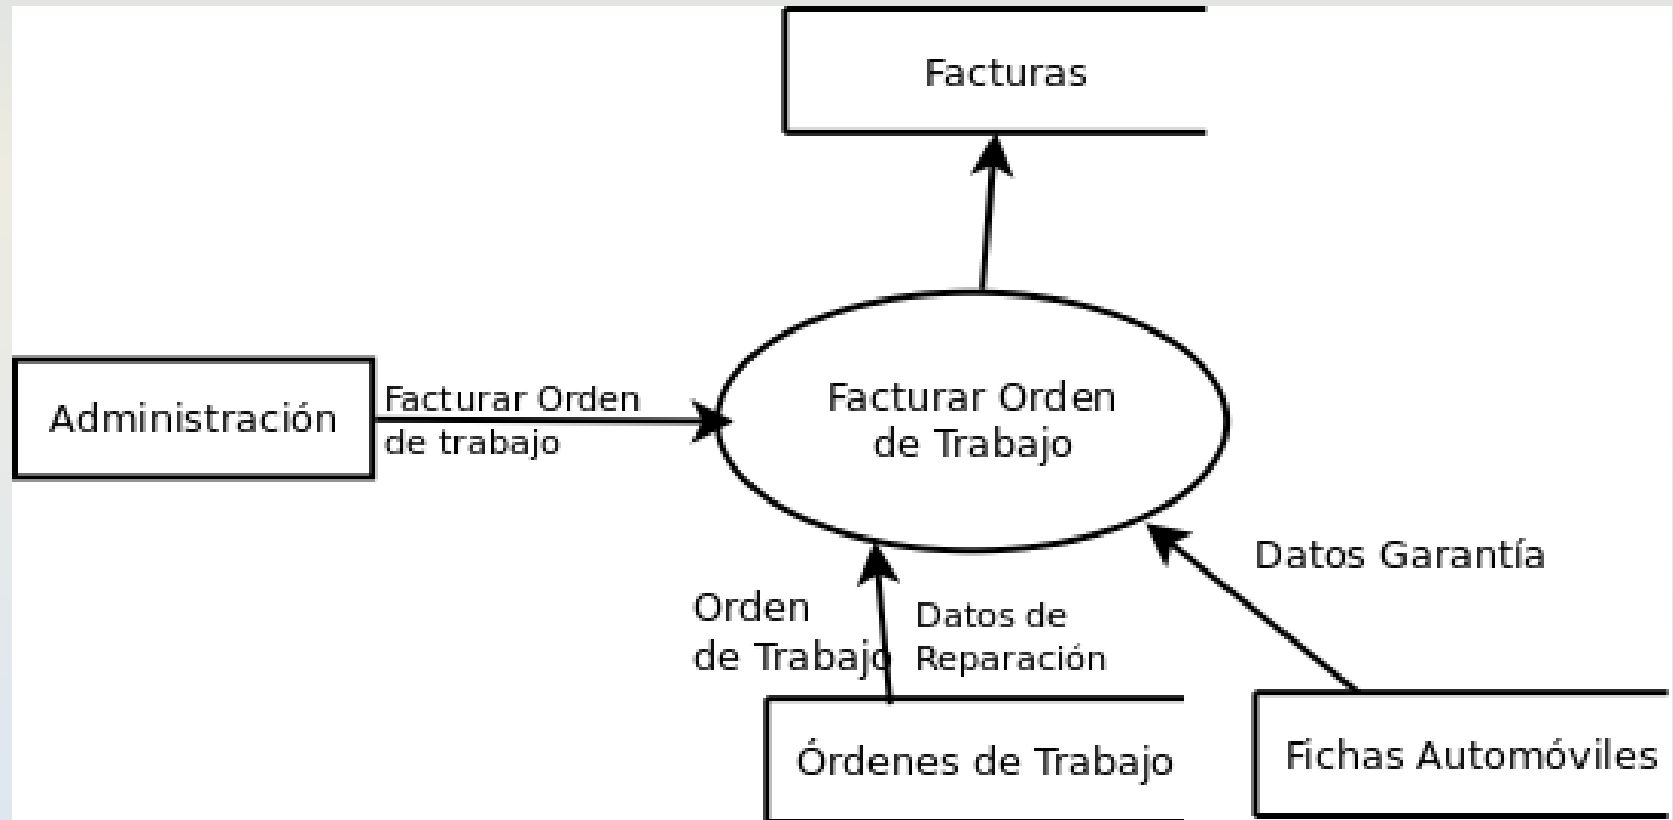 Facturas
Administración
Facturar Orden
de trabajo
Facturar Orden
de Trabajo
Datos Garantía
Orden
de Trabajo
Datos de
Reparación
Órdenes de Trabajo
Fichas Automóviles